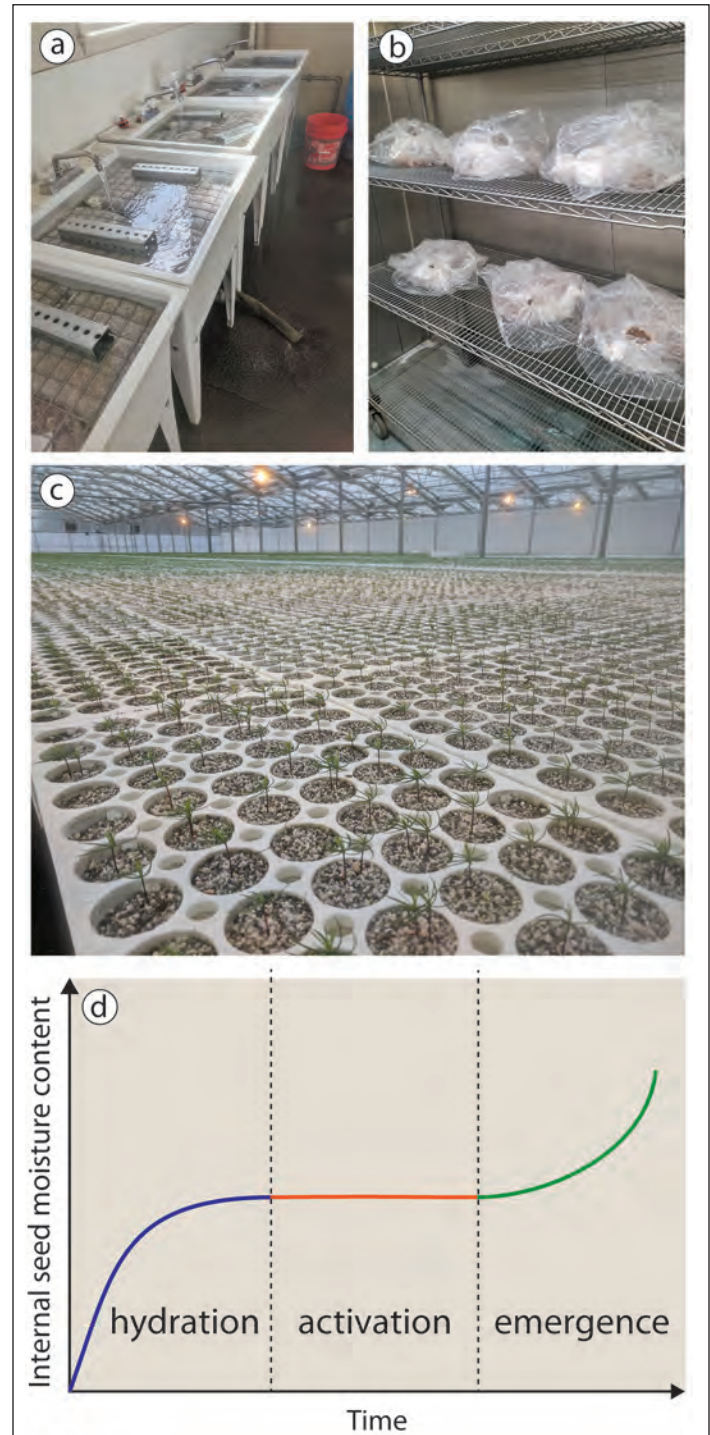 a
b
c
d
Internal seed moisture content
hydration
activation
emergence
Time